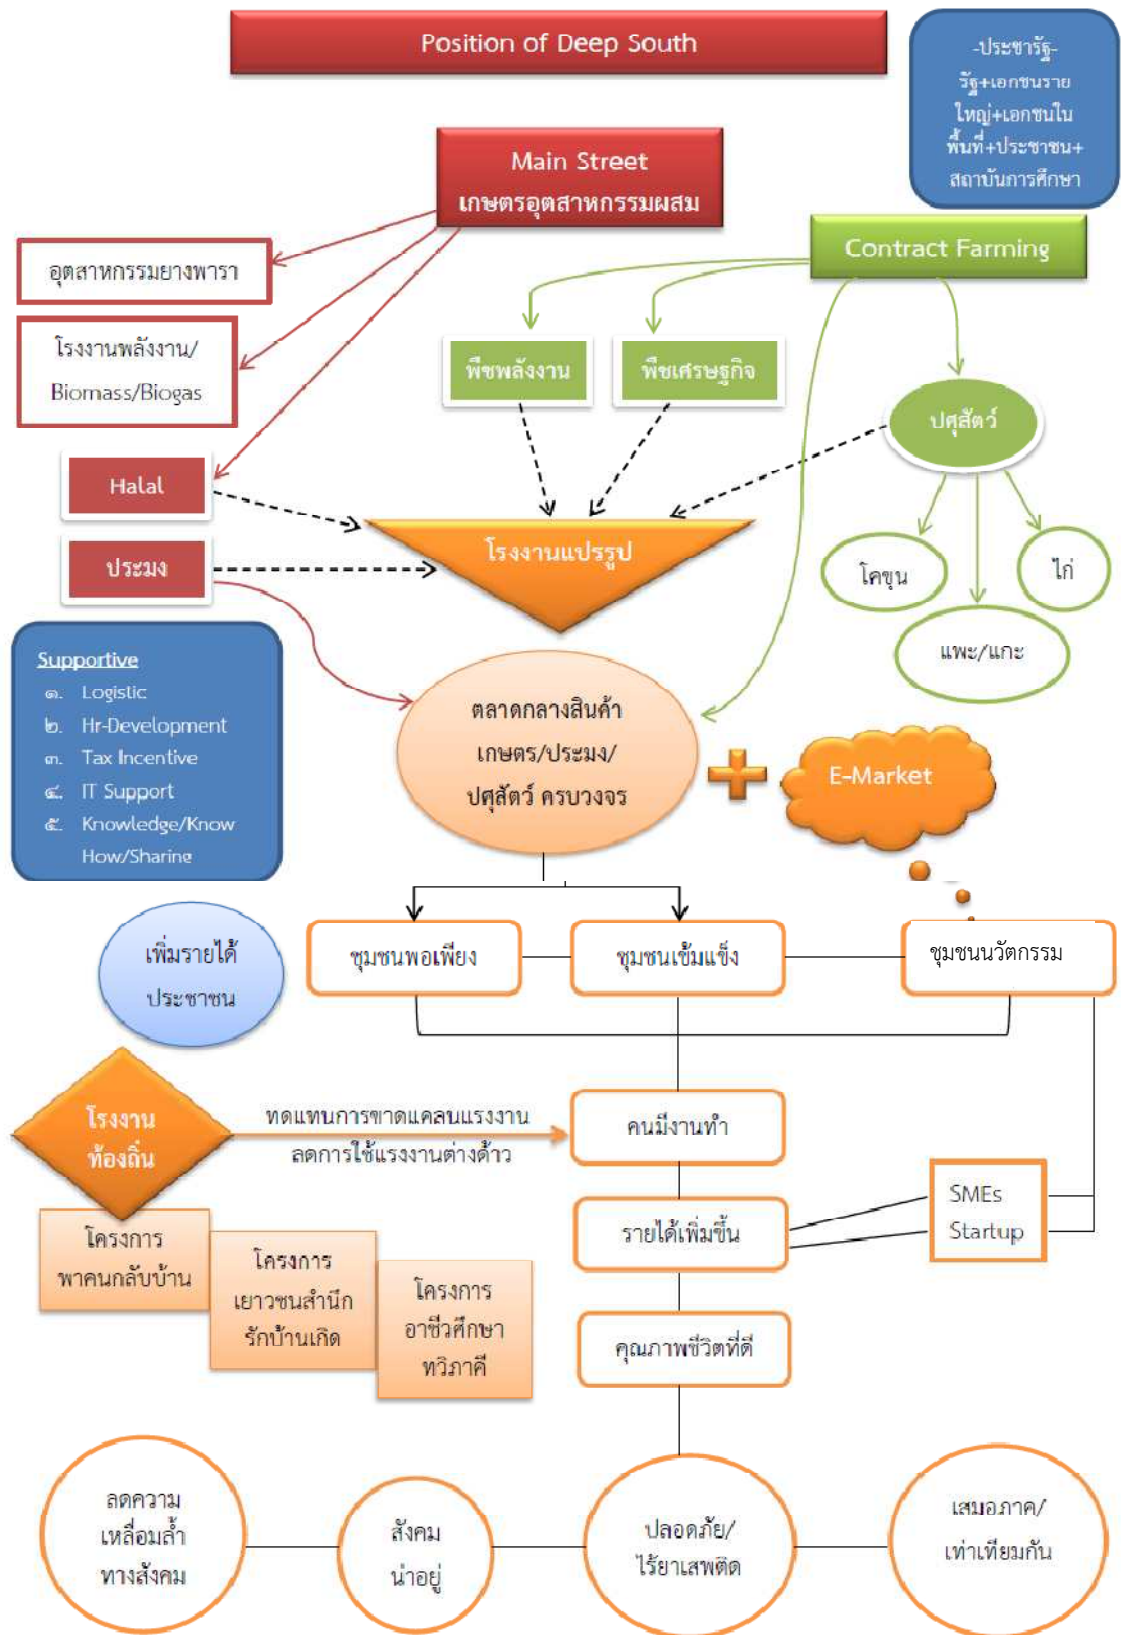 Position of Deep South
-ประชารัฐ-
รัฐ+เอกชนราย
ใหญ่+เอกชนใน
พื้นที่+ประชาชน+
สถาบันการศึกษา
Main Street
เกษตรอุตสาหกรรมผสม
Contract Farming
อุตสาหกรรมยางพารา
โรงงานพลังงาน/
Biomass/Biogas
พืชพลังงาน
พืชเศรษฐกิจ
ปศุสัตว์
Halal
ประมง
โรงงานแปรรูป
โคขุน
ไก่
แพะ/แกะ
Supportive
๑. Logistic
๒. Hr-Development
๓. Tax Incentive
๔. IT Support
๕. Knowledge/Know
How/Sharing
ตลาดกลางสินค้า
เกษตร/ประมง/
ปศุสัตว์ ครบวงจร
E-Market
เพิ่มรายได้
ประชาชน
ชุมชนพอเพียง
ชุมชนเข้มแข็ง
ชุมชนนวัตกรรม
โรงงาน
ท้องถิ่น
ทดแทนการขาดแคลนแรงงาน
ลดการใช้แรงงานต่างด้าว
คนมีงานทำ
รายได้เพิ่มขึ้น
SMEs
Startup
โครงการ
พาคนกลับบ้าน
โครงการ
เยาวชนสำนึก
รักบ้านเกิด
โครงการ
อาชีวศึกษา
ทวิภาคี
คุณภาพชีวิตที่ดี
ลดความ
เหลื่อมล้ำ
ทางสังคม
สังคม
น่าอยู่
ปลอดภัย/
ไร้ยาเสพติด
เสมอภาค/
เท่าเทียมกัน